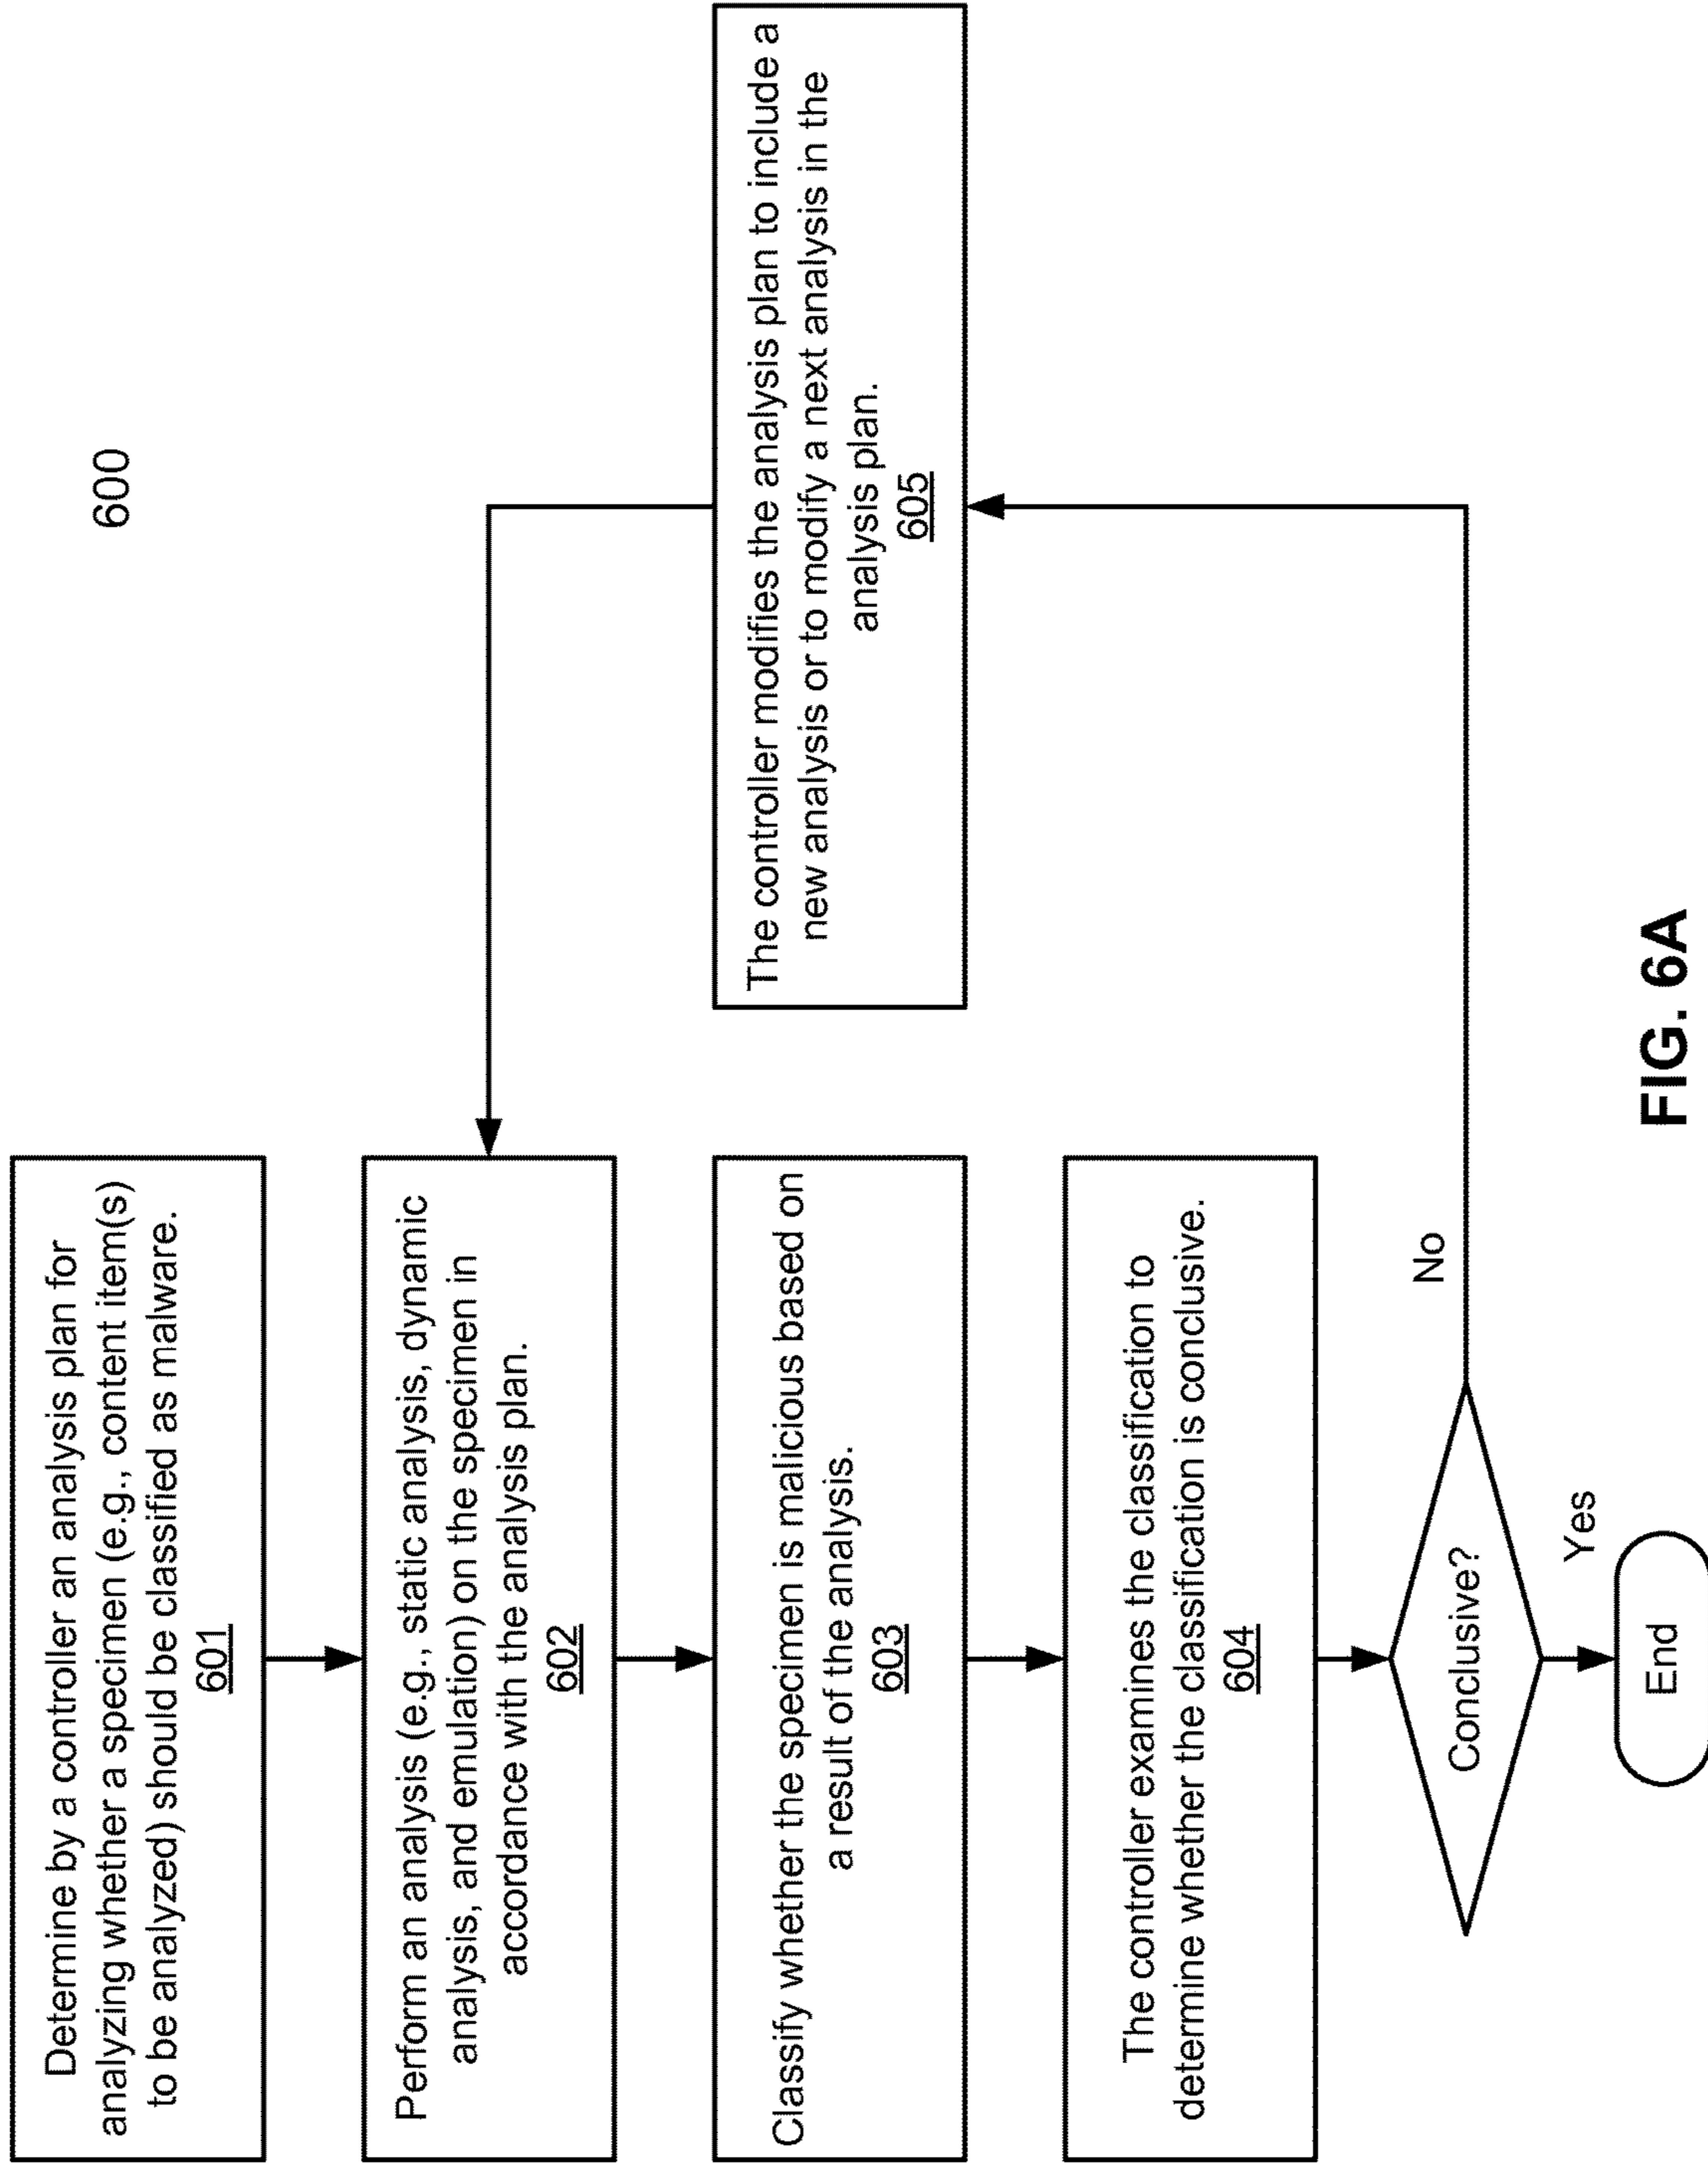 600
Determine by a controller an analysis plan for
analyzing whether a specimen (e.g., content item(s)
to be analyzed) should be classified as malware.
601
Perform an analysis (e.g., static analysis, dynamic
analysis, and emulation) on the specimen in
accordance with the analysis plan.
602
Classify whether the specimen is malicious based on
a result of the analysis.
603
The controller examines the classification to
determine whether the classification is conclusive.
604
Conclusive?
No
Yes
End
The controller modifies the analysis plan to include a
new analysis or to modify a next analysis in the
analysis plan.
605
FIG. 6A